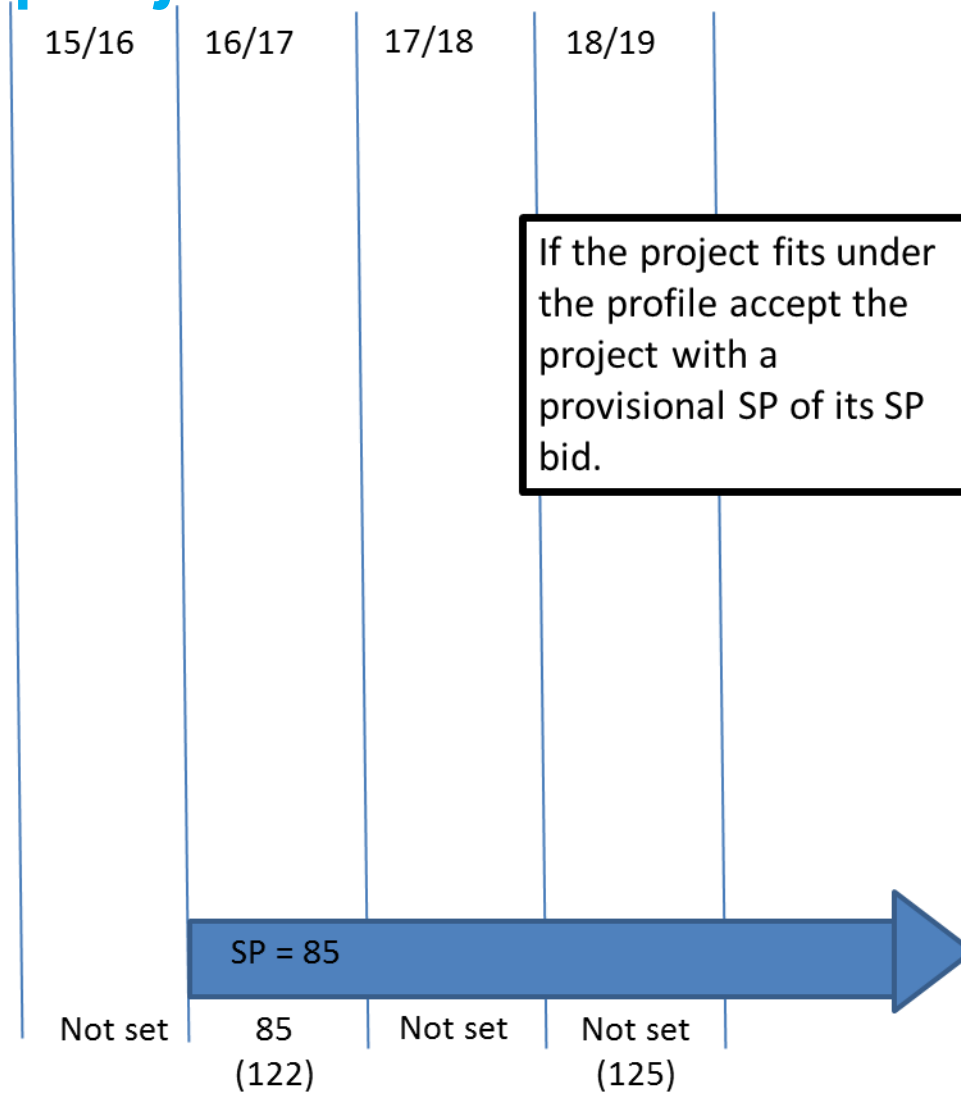 15/16 16/17 17/18 18/19
If the project fits under
the profile accept the
project with a
provisional SP of its SP
bid.
SP = 85
Not set 85 Not set Not set
(122) (125)